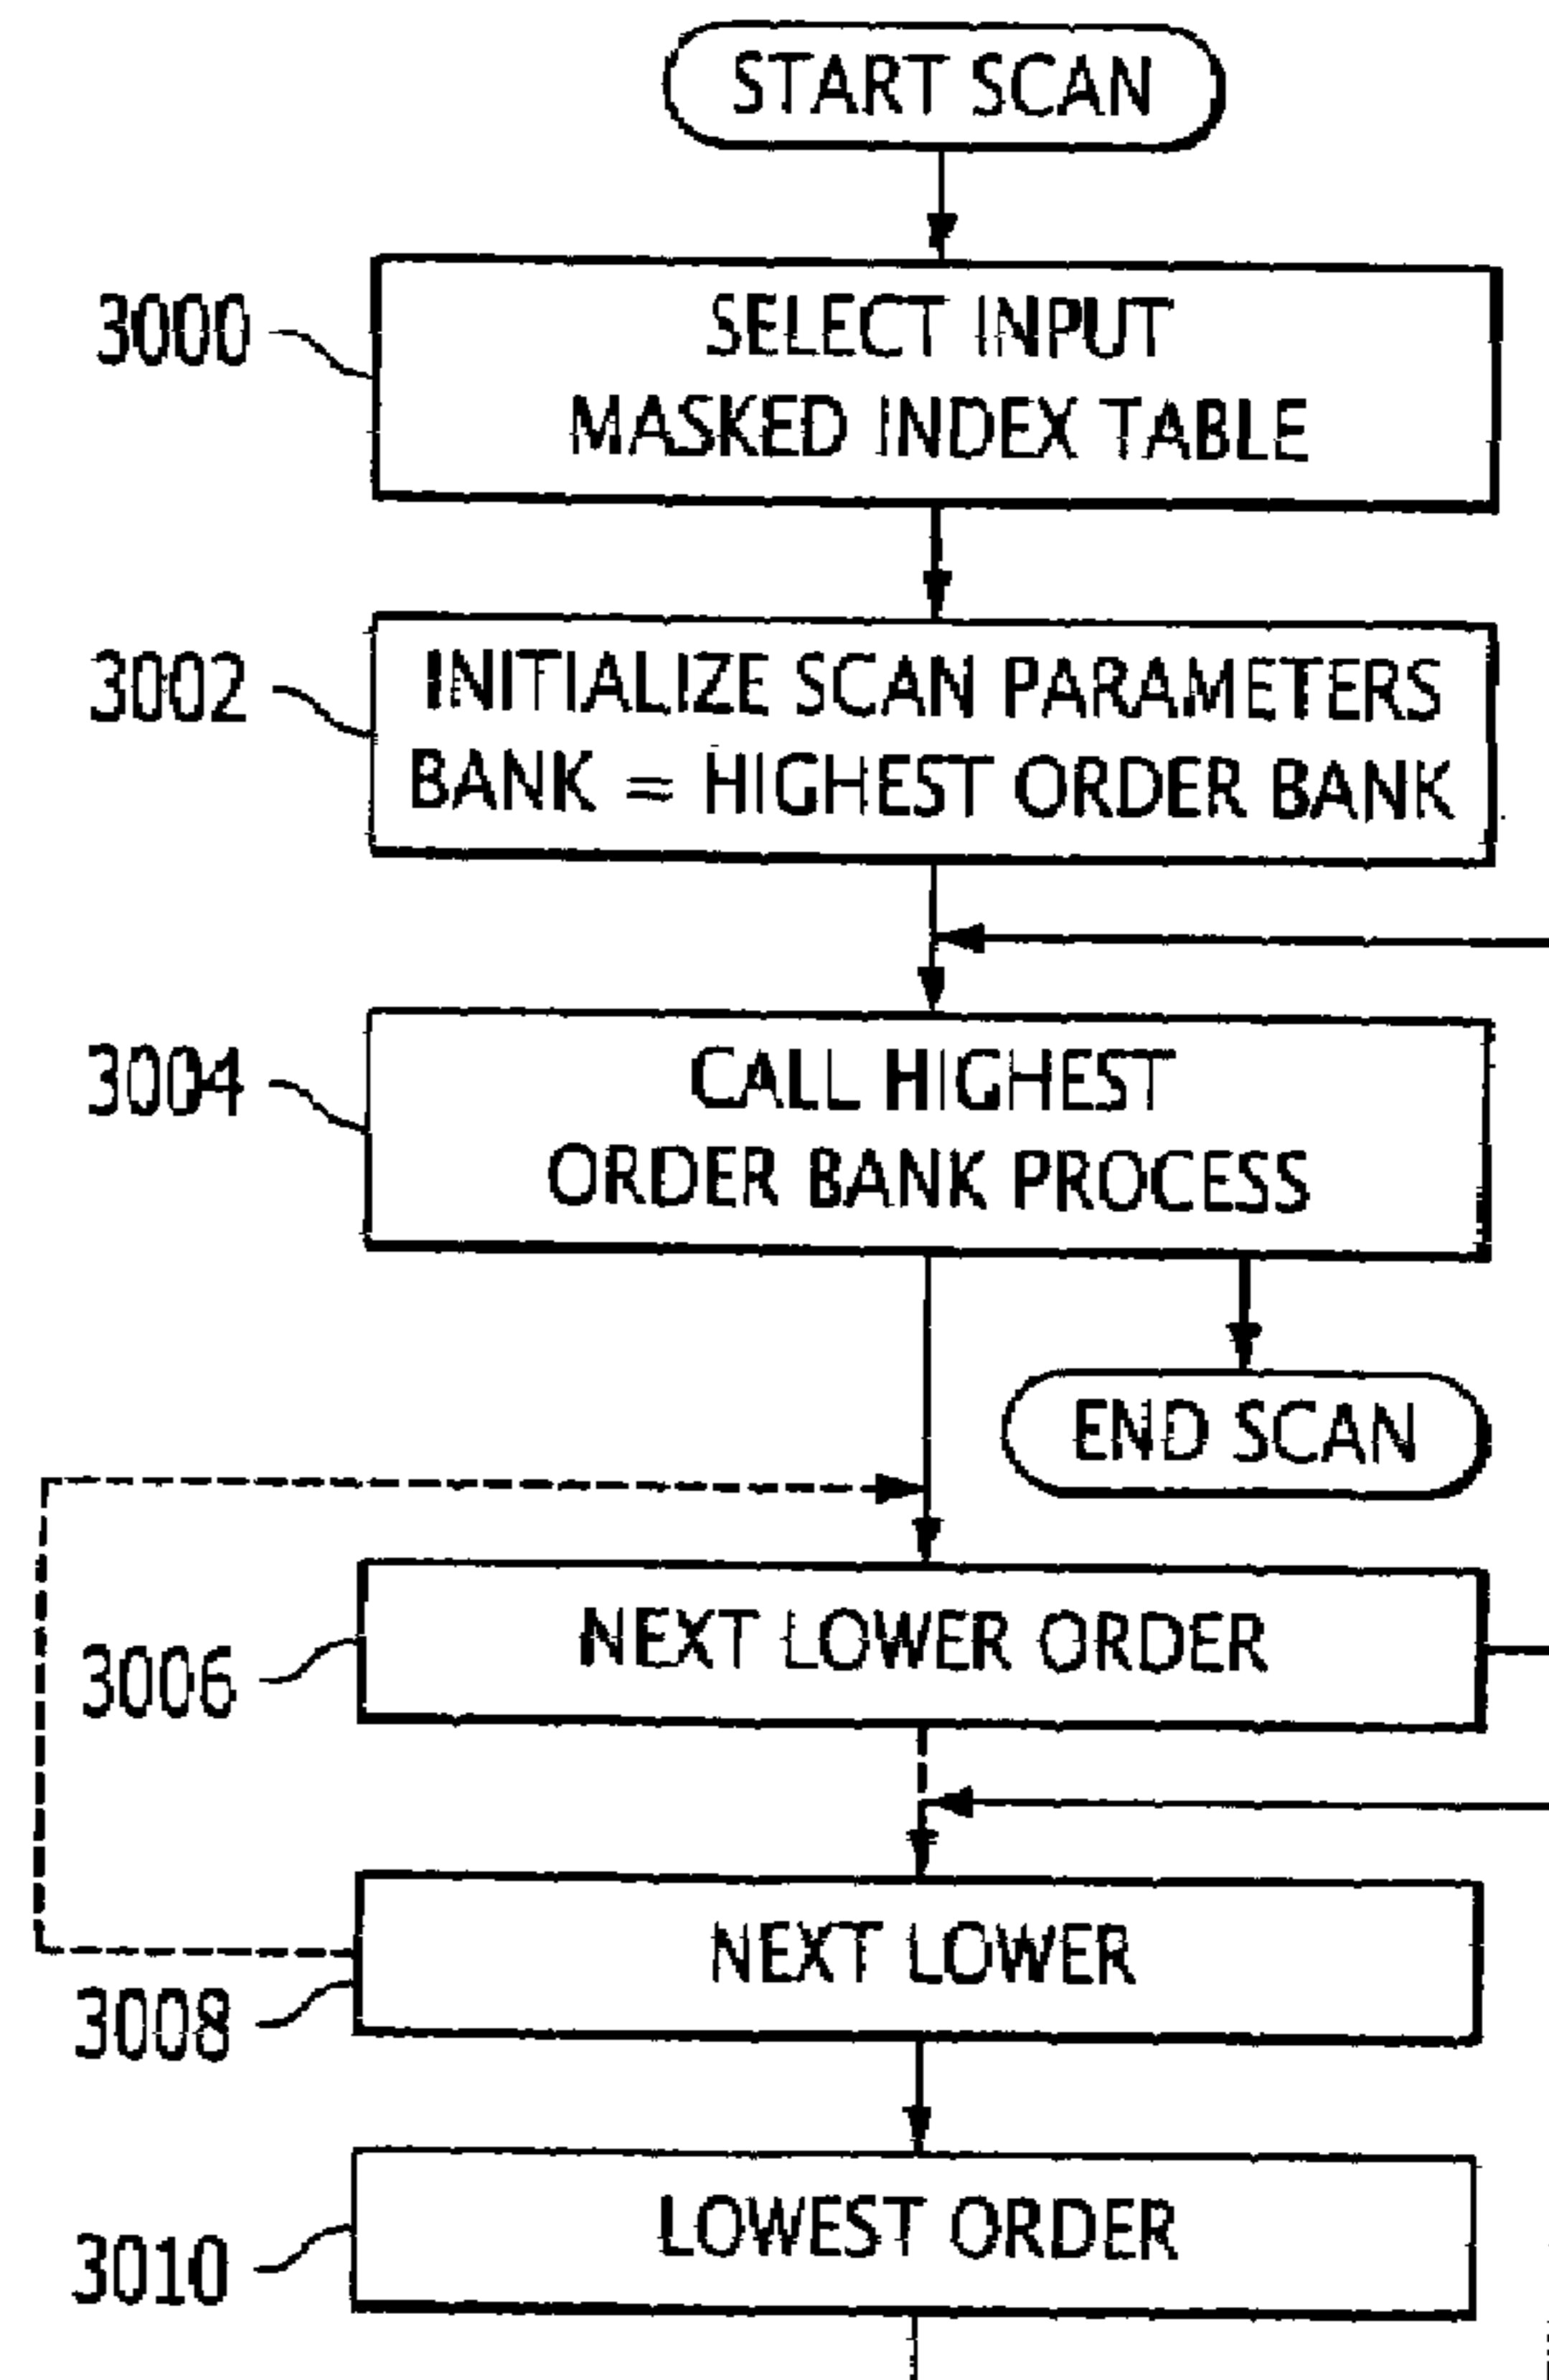 START SCAN
3000
SELECT INPUT
MASKED INDEX TABLE
3002
INITIALIZE SCAN PARAMETERS
BANK = HIGHEST ORDER BANK
3004
CALL HIGHEST
ORDER BANK PROCESS
END SCAN
3006
NEXT LOWER ORDER
3008
NEXT LOWER
3010
LOWEST ORDER